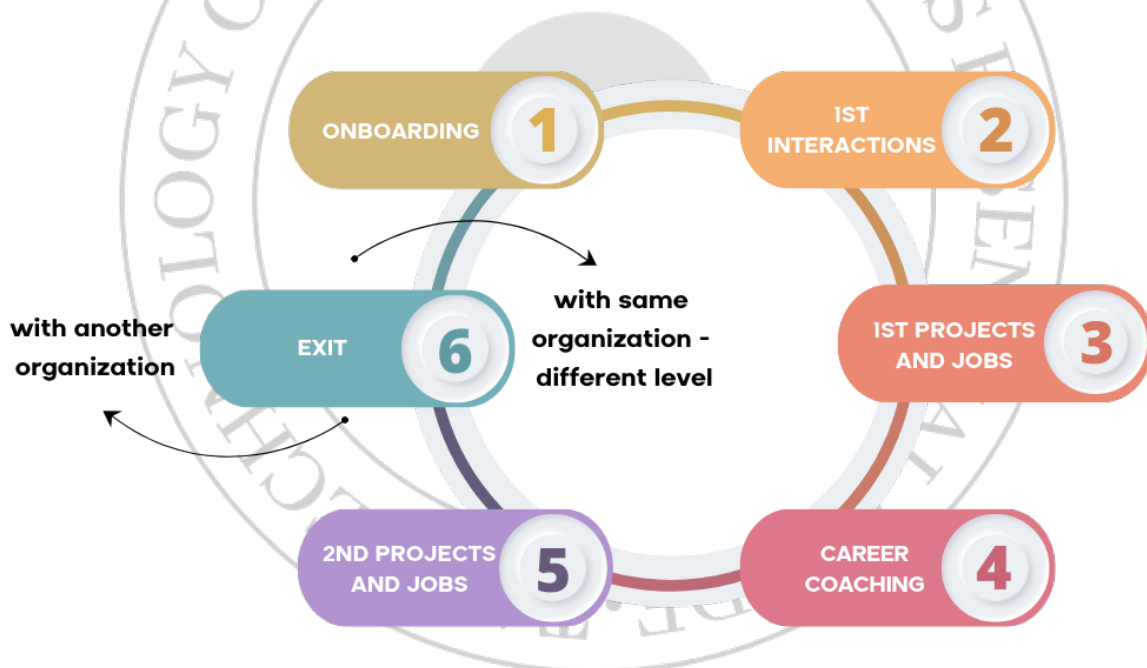 ONBOARDING
1
1ST
INTERACTIONS
2
1ST PROJECTS
AND JOBS
3
CAREER
COACHING
4
2ND PROJECTS
AND JOBS
5
EXIT
6
with another
organization
with same
organization -
different level